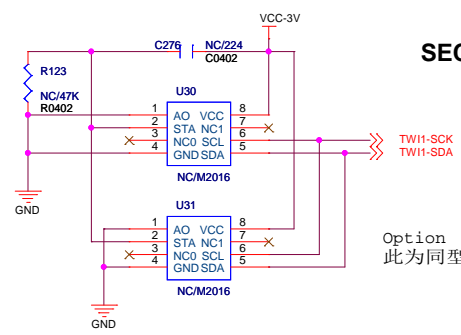 VCC-3V
SEC
C276 NC/224
C0402
R123
NC/47K
R0402
U30
1 AO VCC 8
2 STA NC1 7
3 NC0 SCL 6
4 GND SDA 5
NC/M2016
TWI1-SCK
TWI1-SDA
GND
U31
1 AO VCC 8
2 STA NC1 7
3 NC0 SCL 6
4 GND SDA 5
NC/M2016
GND
Option
此为同型